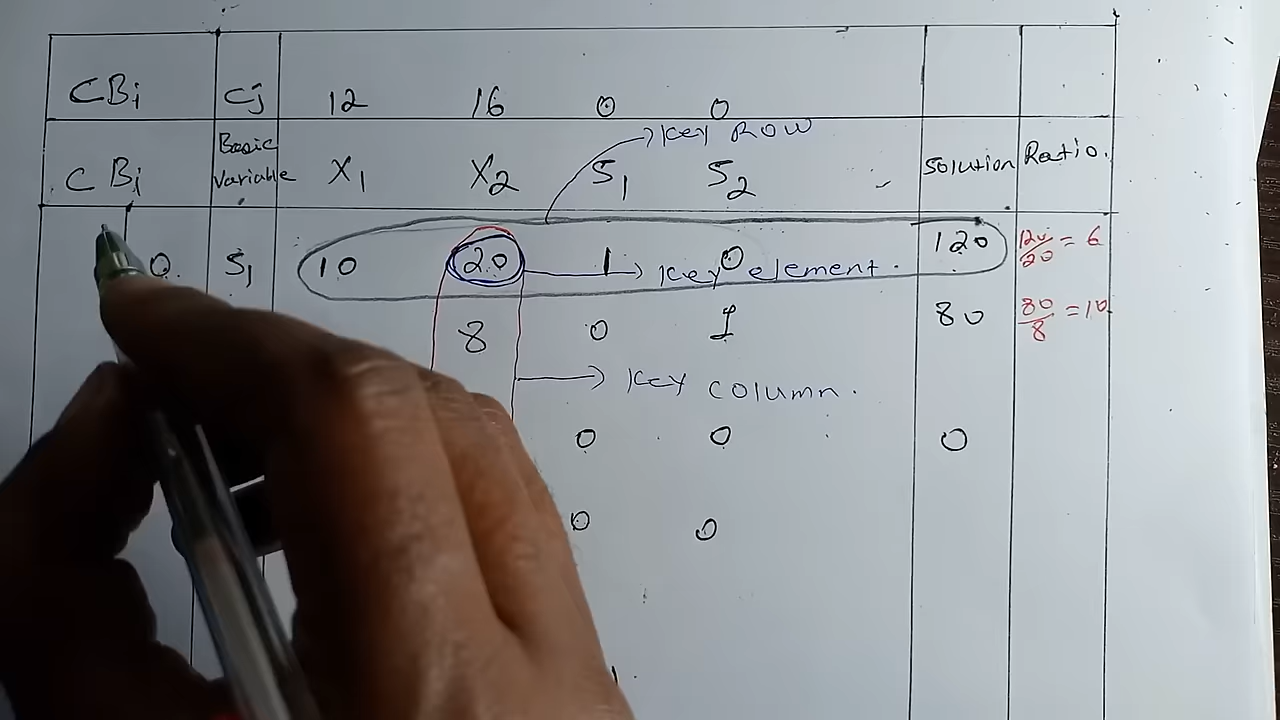 CBi Cj 12 16 0 0
Key Row
CBi Basic Variable X1 X2 S1 S2 Solution Ratio.
0. S1 10 20 1 0 120 120/20 = 6
Key element.
8 0 1 80 80/8 = 10
Key column.
0 0 0
0 0